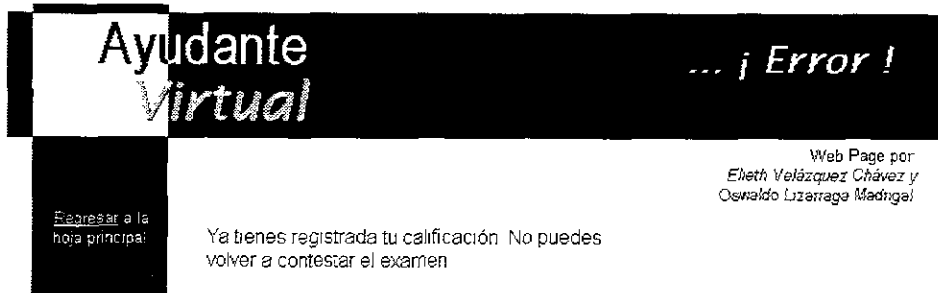 Ayudante
Virtual
... ¡ Error !
Web Page por
Elieth Velázquez Chávez y
Oswaldo Lizarraga Madrigal
Regresar a la
hoja principal
Ya tienes registrada tu calificación No puedes
volver a contestar el examen